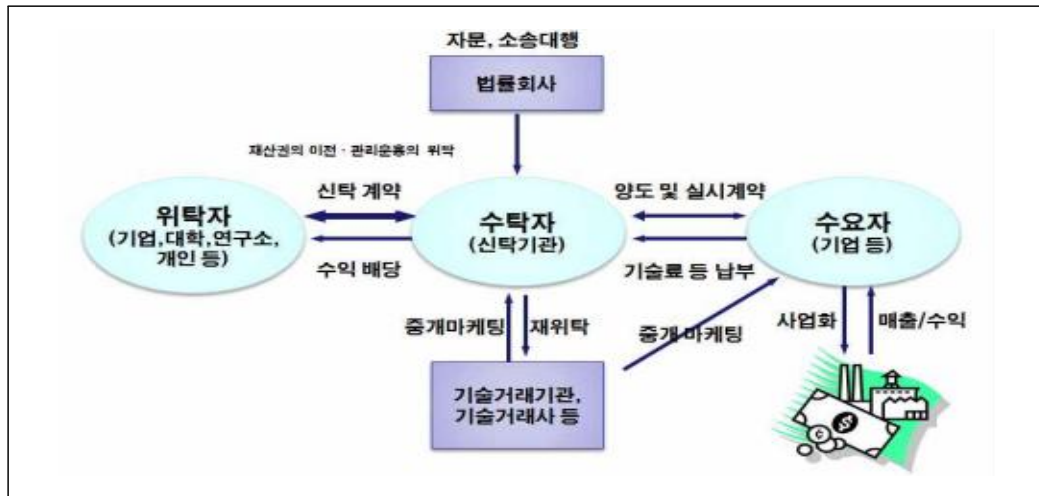 자문, 소송대행
법률회사
재산권의 이전 · 관리운용의 위탁
신탁 계약
양도 및 실시계약
위탁자
(기업,대학,연구소,
개인 등)
수탁자
(신탁기관)
수요자
(기업 등)
수익 배당
기술료 등 납부
중개마케팅
재위탁
중개 마케팅
사업화
매출/수익
기술거래기관,
기술거래사 등
$
¢